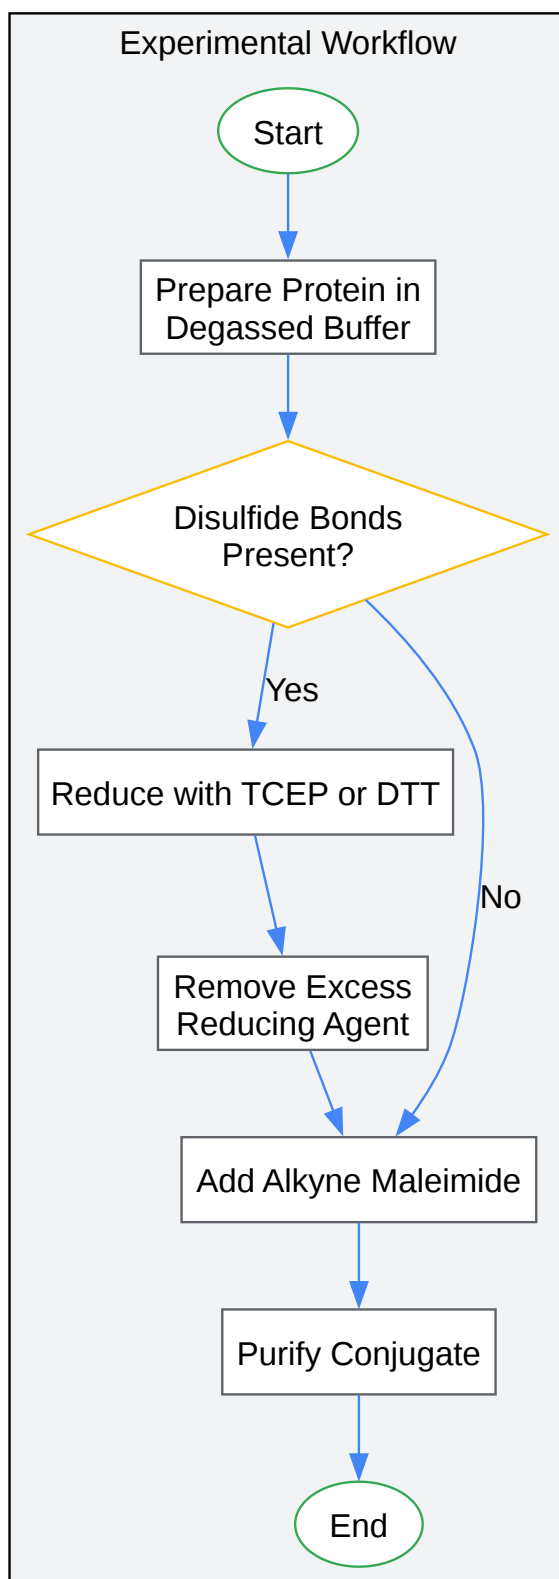 Experimental Workflow
Start
Prepare Protein in
Degassed Buffer
Disulfide Bonds
Present?
Yes
Reduce with TCEP or DTT
No
Remove Excess
Reducing Agent
Add Alkyne Maleimide
Purify Conjugate
End